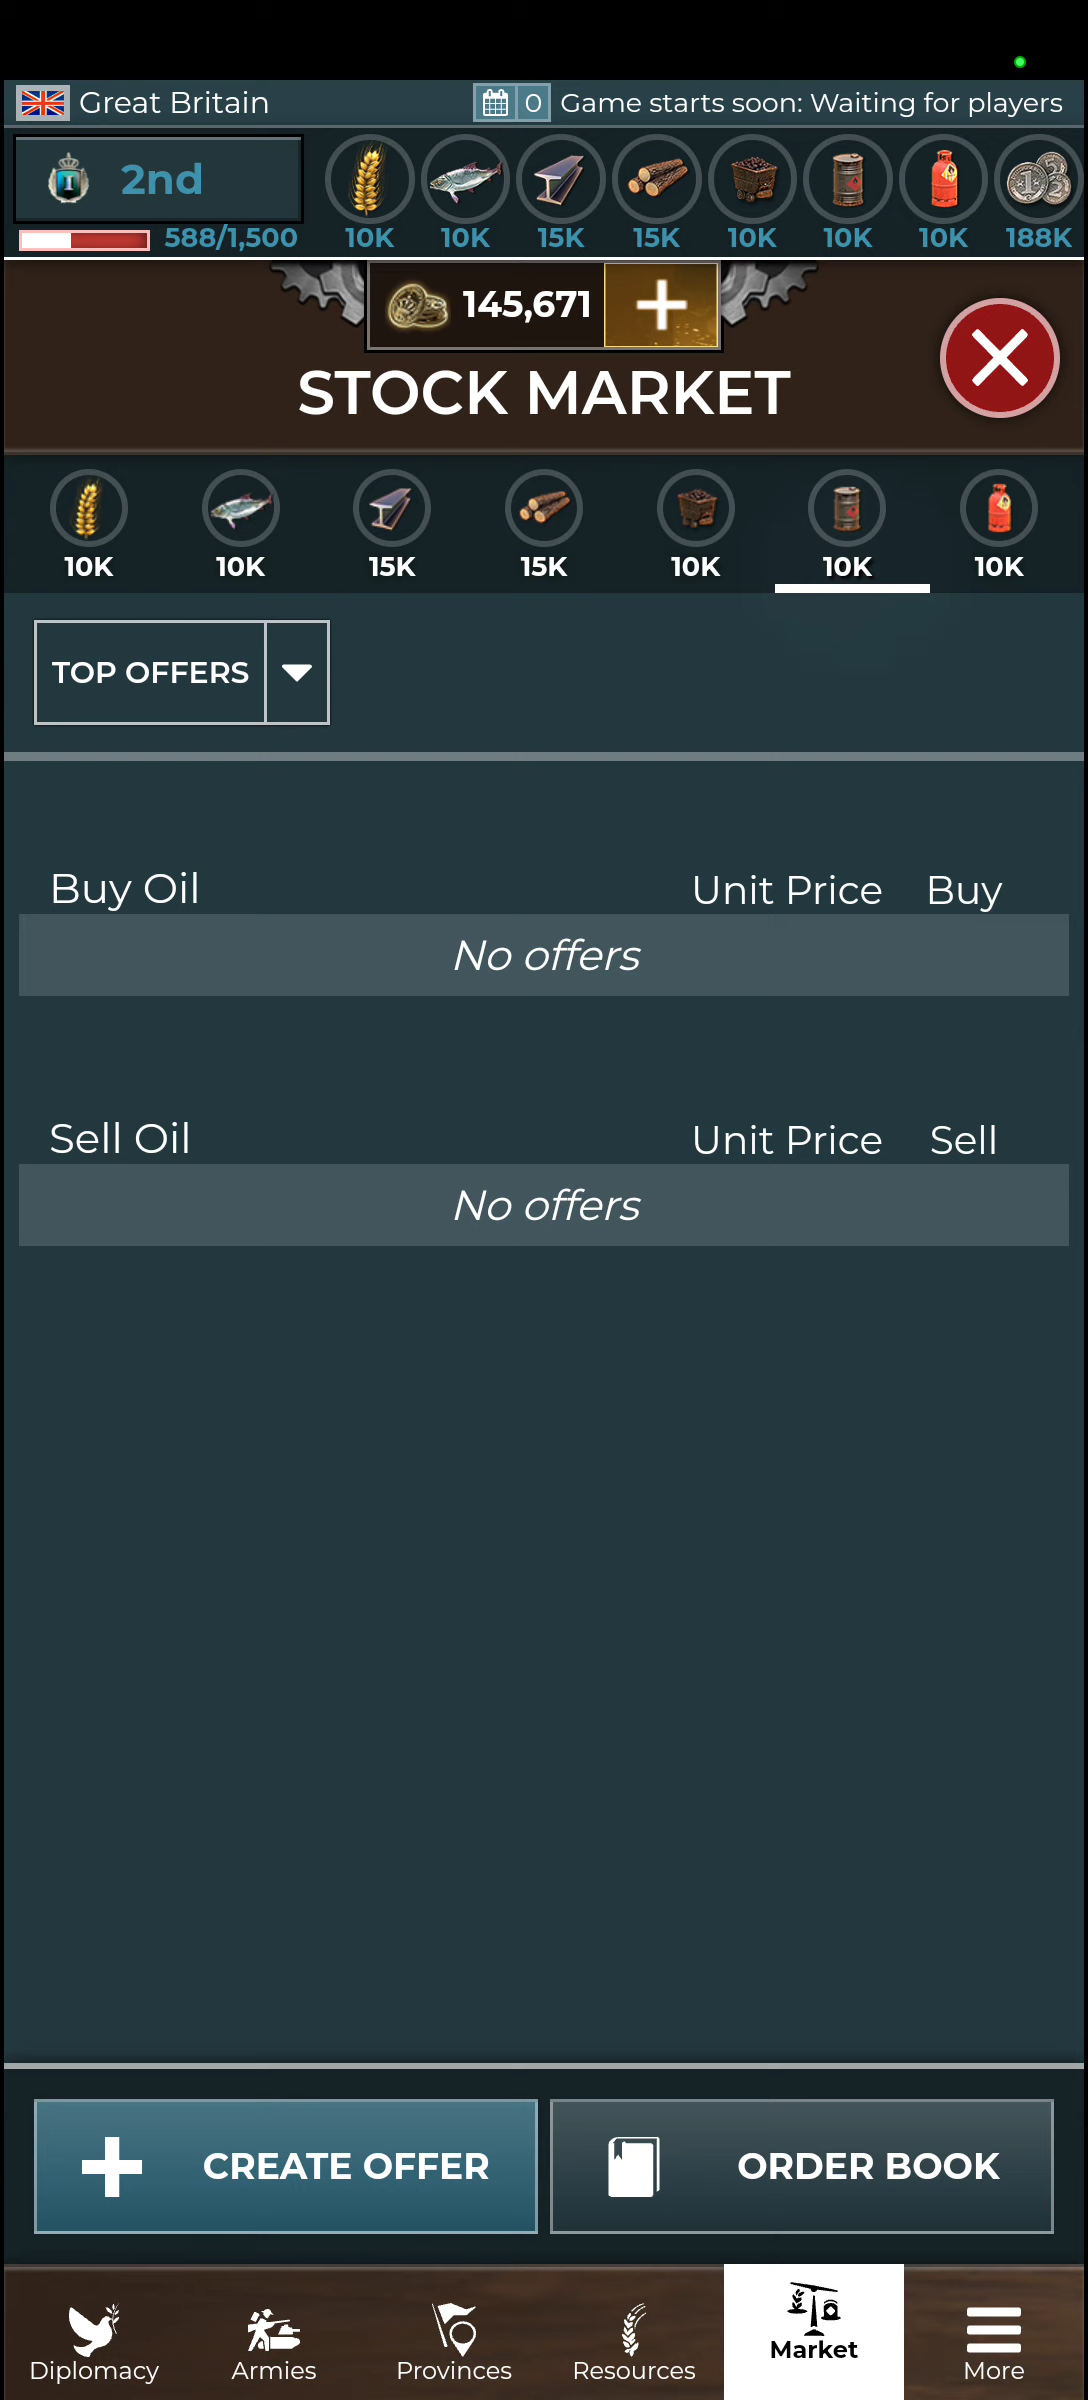 Great Britain
0
Game starts soon: Waiting for players
2nd
588/1,500
10K 10K 15K 15K 10K 10K 10K 188K
145,671
STOCK MARKET
10K 10K 15K 15K 10K 10K 10K
TOP OFFERS
Buy Oil Unit Price Buy
No offers
Sell Oil Unit Price Sell
No offers
CREATE OFFER
ORDER BOOK
Diplomacy Armies Provinces Resources Market More